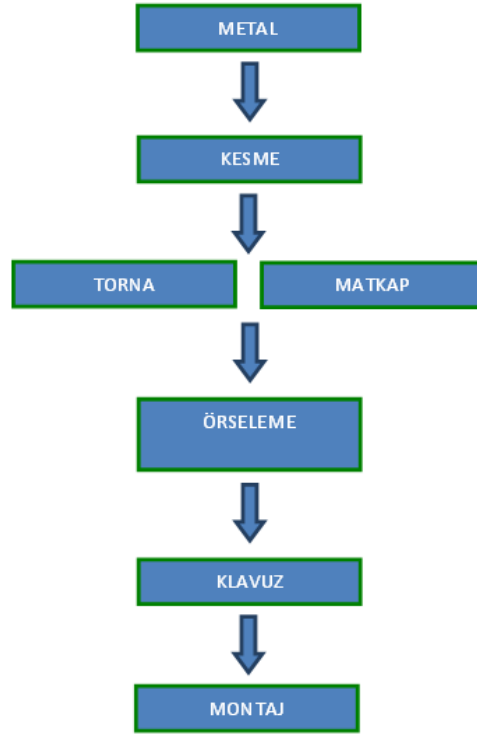 METAL
KESME
TORNA
MATKAP
ÖRSELEME
KLAVUZ
MONTAJ